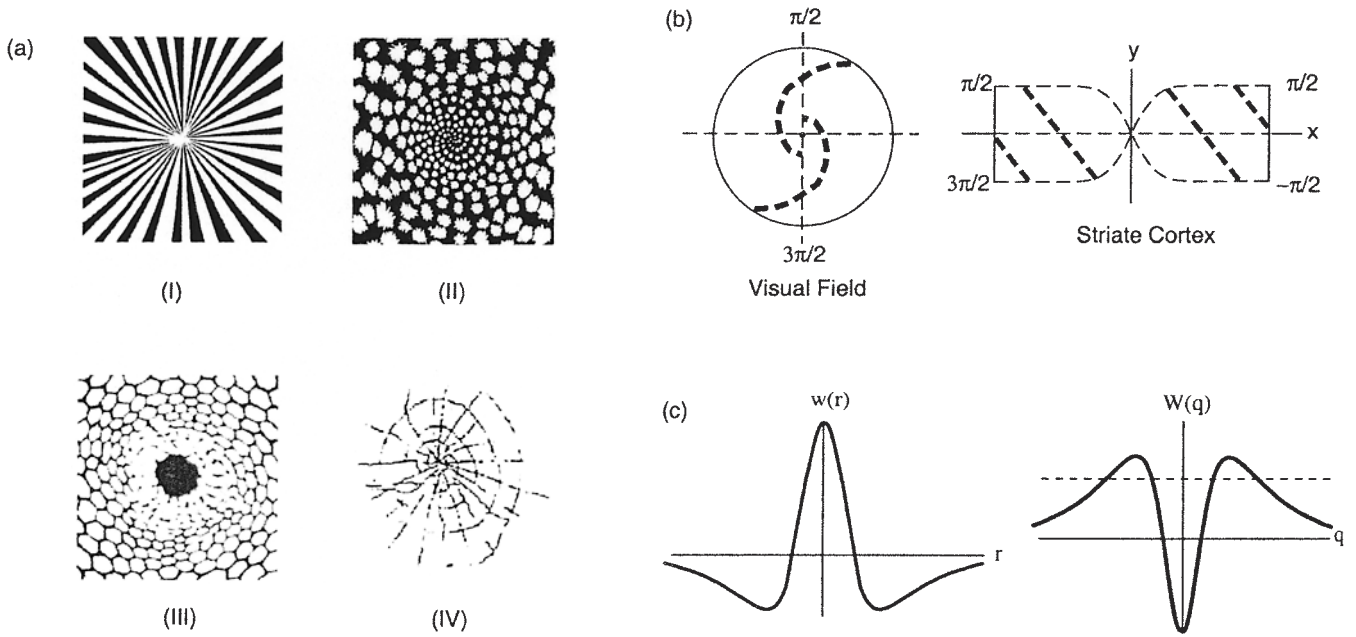 (a)
(I)
(II)
(III)
(IV)
(b)
π/2
3π/2
Visual Field
y
π/2
π/2
x
3π/2
–π/2
Striate Cortex
(c)
w(r)
r
W(q)
q